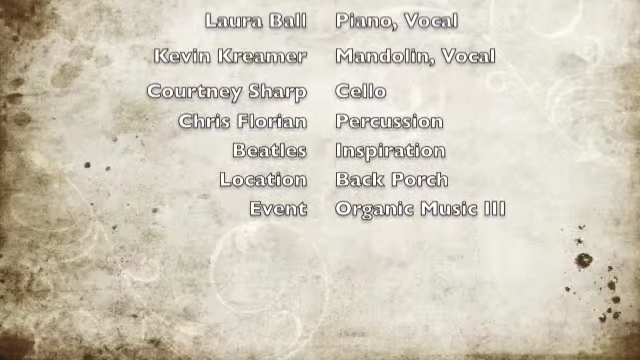 Laura Ball Piano, Vocal
Kevin Kreamer Mandolin, Vocal
Courtney Sharp Cello
Chris Florian Percussion
Beatles Inspiration
Location Back Porch
Event Organic Music III